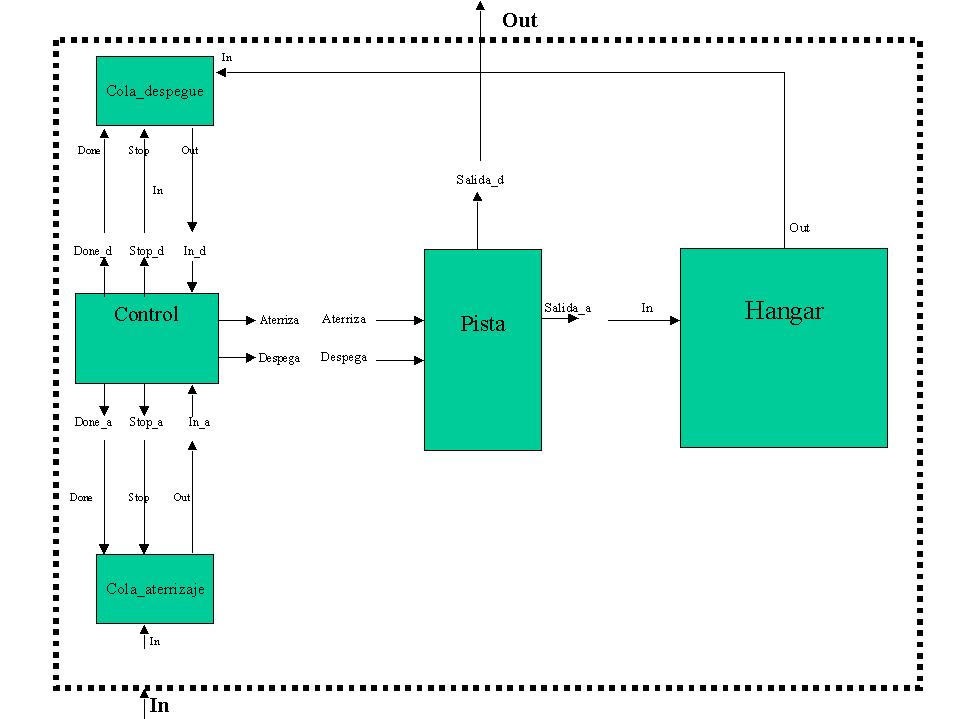 Out
In
Cola_despegue
Done
Stop
Out
In
Salida_d
Out
Done_d
Stop_d
In_d
Control
Aterriza
Despega
Aterriza
Despega
Pista
Salida_a
In
Hangar
Done_a
Stop_a
In_a
Done
Stop
Out
Cola_aterrizaje
In
In